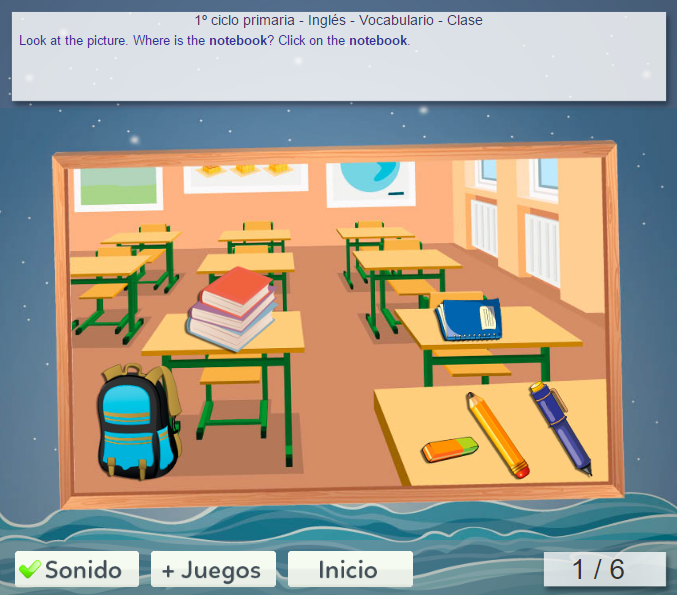 1º ciclo primaria - Inglés - Vocabulario - Clase
Look at the picture. Where is the notebook? Click on the notebook.
Sonido
+ Juegos
Inicio
1 / 6